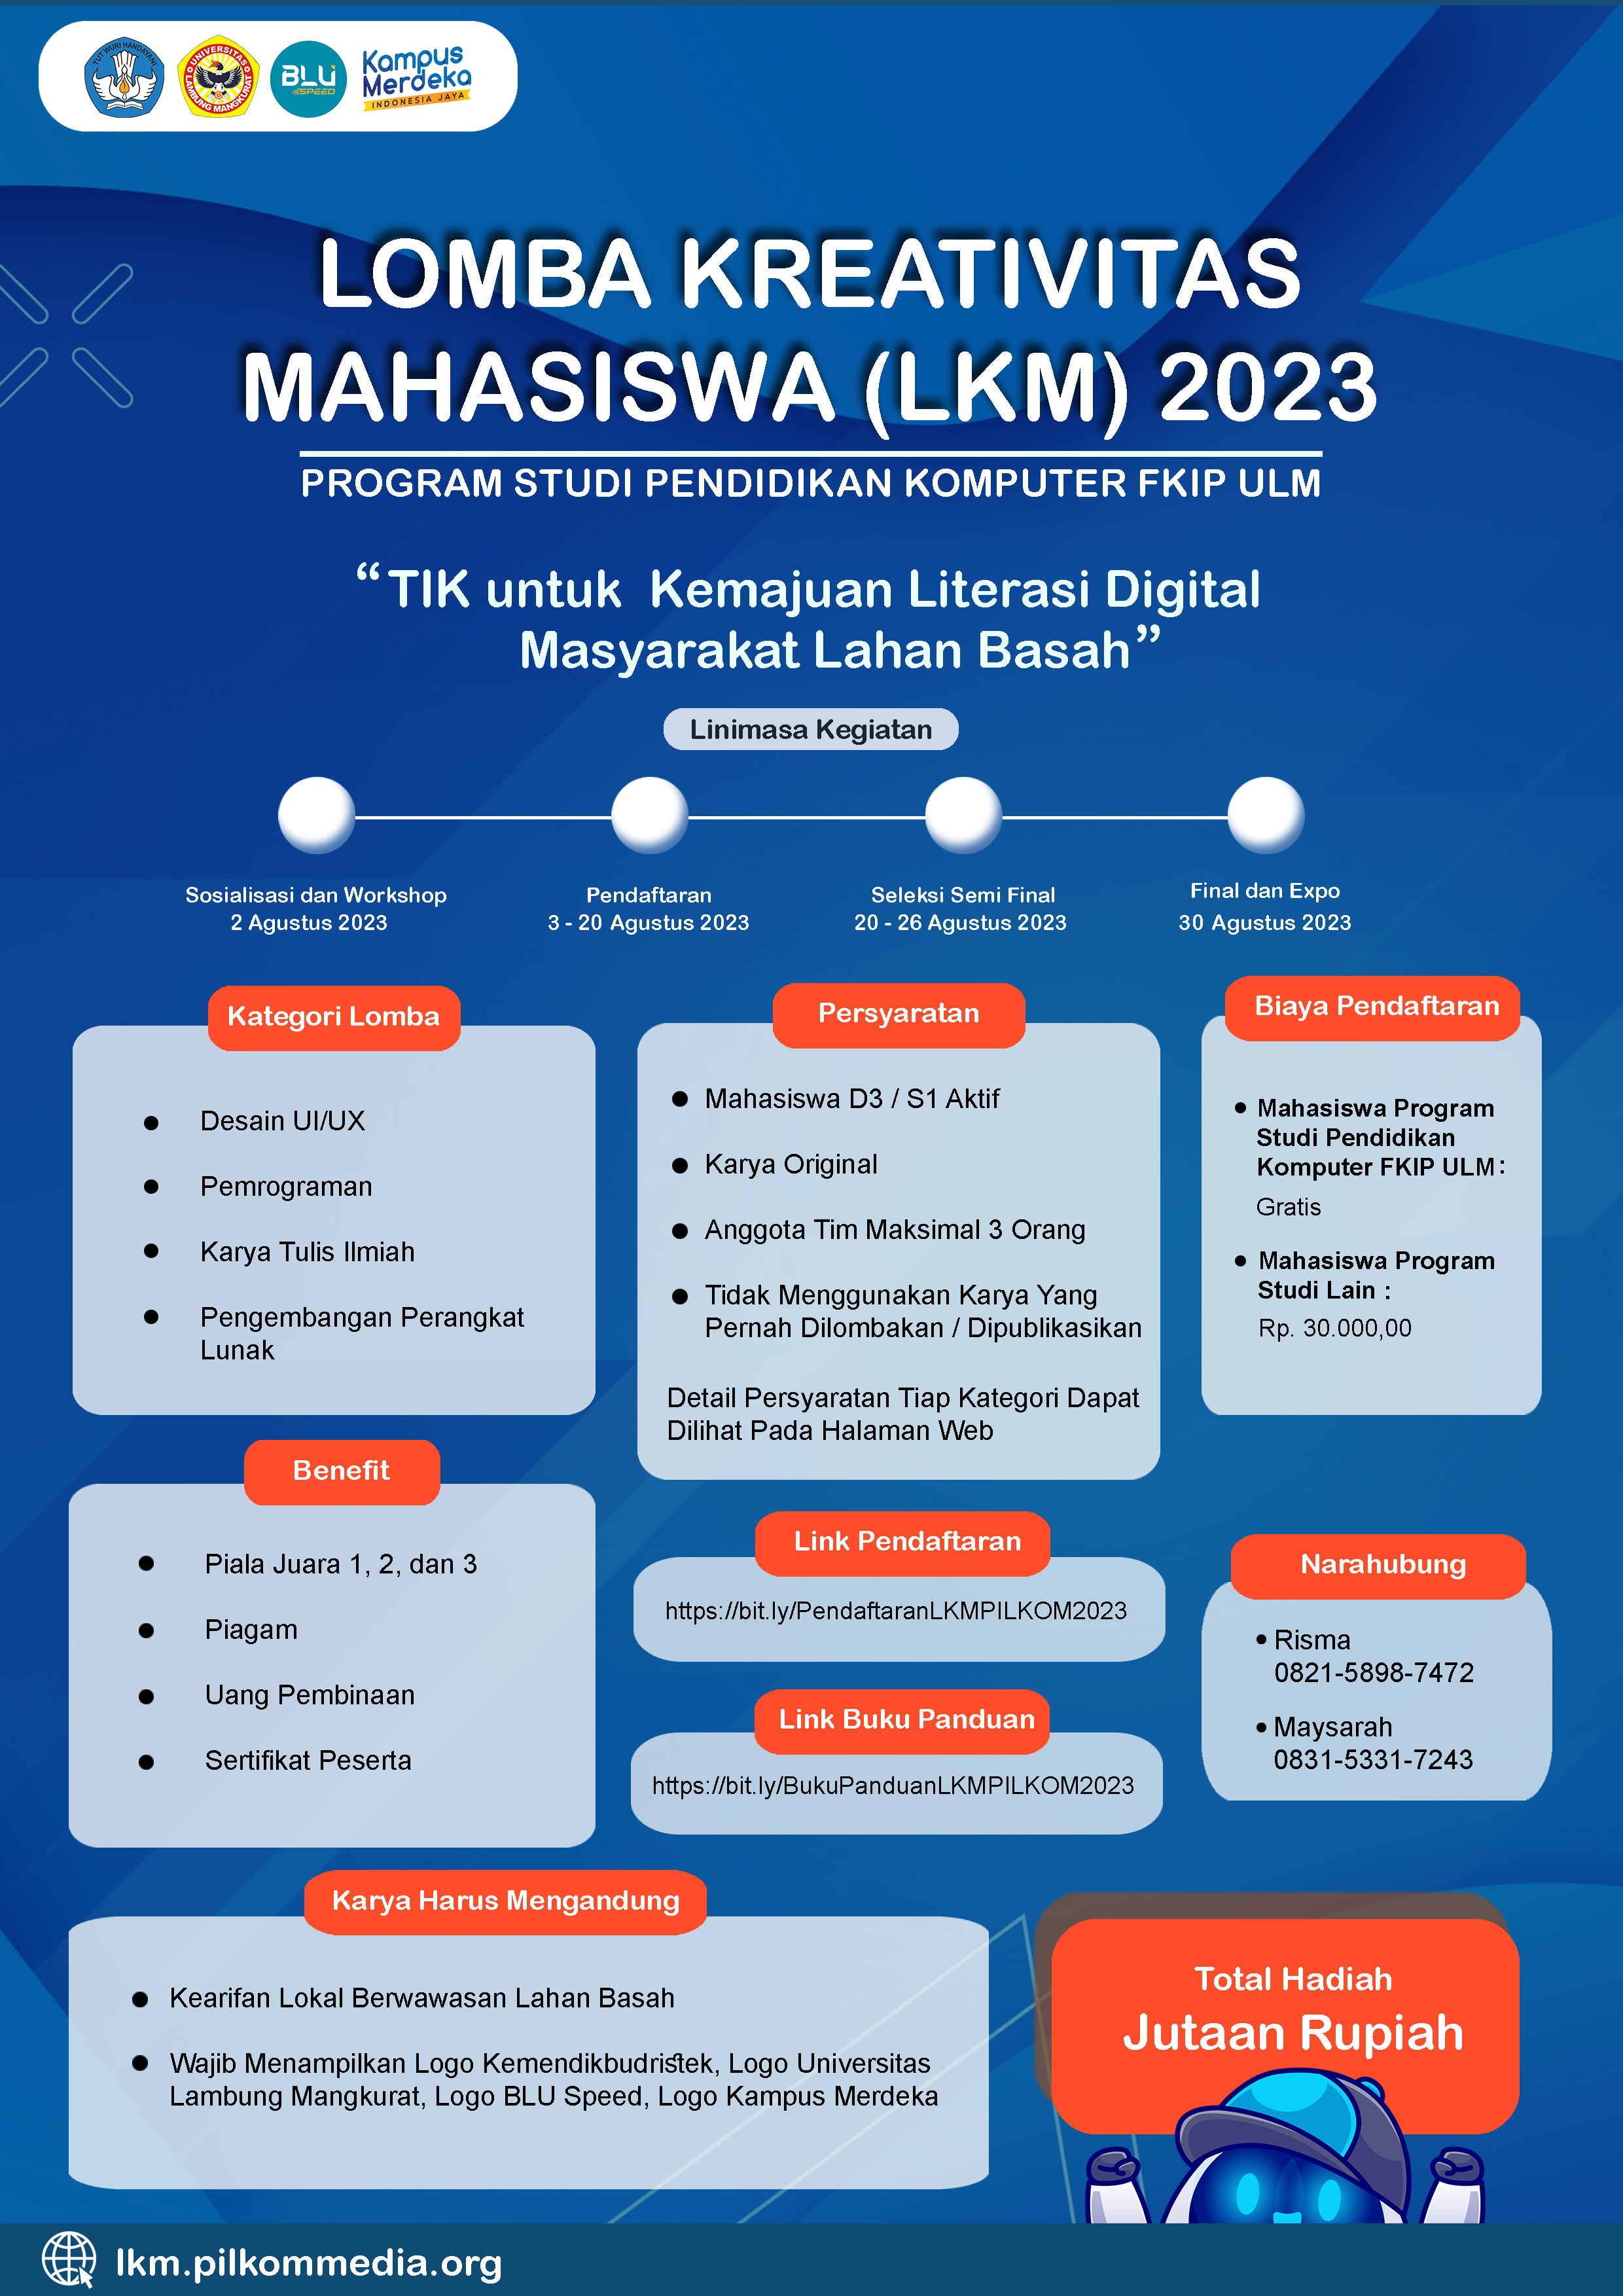 TUT WURI HANDAYANI
UNIVERSITAS
LAMBUNG MANGKURAT
BLU
SPEED
Kampus
Merdeka
INDONESIA JAYA
LOMBA KREATIVITAS
MAHASISWA (LKM) 2023
PROGRAM STUDI PENDIDIKAN KOMPUTER FKIP ULM
“TIK untuk Kemajuan Literasi Digital
Masyarakat Lahan Basah”
Linimasa Kegiatan
Sosialisasi dan Workshop
2 Agustus 2023
Pendaftaran
3 - 20 Agustus 2023
Seleksi Semi Final
20 - 26 Agustus 2023
Final dan Expo
30 Agustus 2023
Kategori Lomba
● Desain UI/UX
● Pemrograman
● Karya Tulis Ilmiah
● Pengembangan Perangkat
Lunak
Persyaratan
● Mahasiswa D3 / S1 Aktif
● Karya Original
● Anggota Tim Maksimal 3 Orang
● Tidak Menggunakan Karya Yang
Pernah Dilombakan / Dipublikasikan
Detail Persyaratan Tiap Kategori Dapat
Dilihat Pada Halaman Web
Biaya Pendaftaran
● Mahasiswa Program
Studi Pendidikan
Komputer FKIP ULM :
Gratis
● Mahasiswa Program
Studi Lain :
Rp. 30.000,00
Benefit
● Piala Juara 1, 2, dan 3
● Piagam
● Uang Pembinaan
● Sertifikat Peserta
Link Pendaftaran
https://bit.ly/PendaftaranLKMPILKOM2023
Link Buku Panduan
https://bit.ly/BukuPanduanLKMPILKOM2023
Narahubung
● Risma
0821-5898-7472
● Maysarah
0831-5331-7243
Karya Harus Mengandung
● Kearifan Lokal Berwawasan Lahan Basah
● Wajib Menampilkan Logo Kemendikbudristek, Logo Universitas
Lambung Mangkurat, Logo BLU Speed, Logo Kampus Merdeka
Total Hadiah
Jutaan Rupiah
lkm.pilkommedia.org